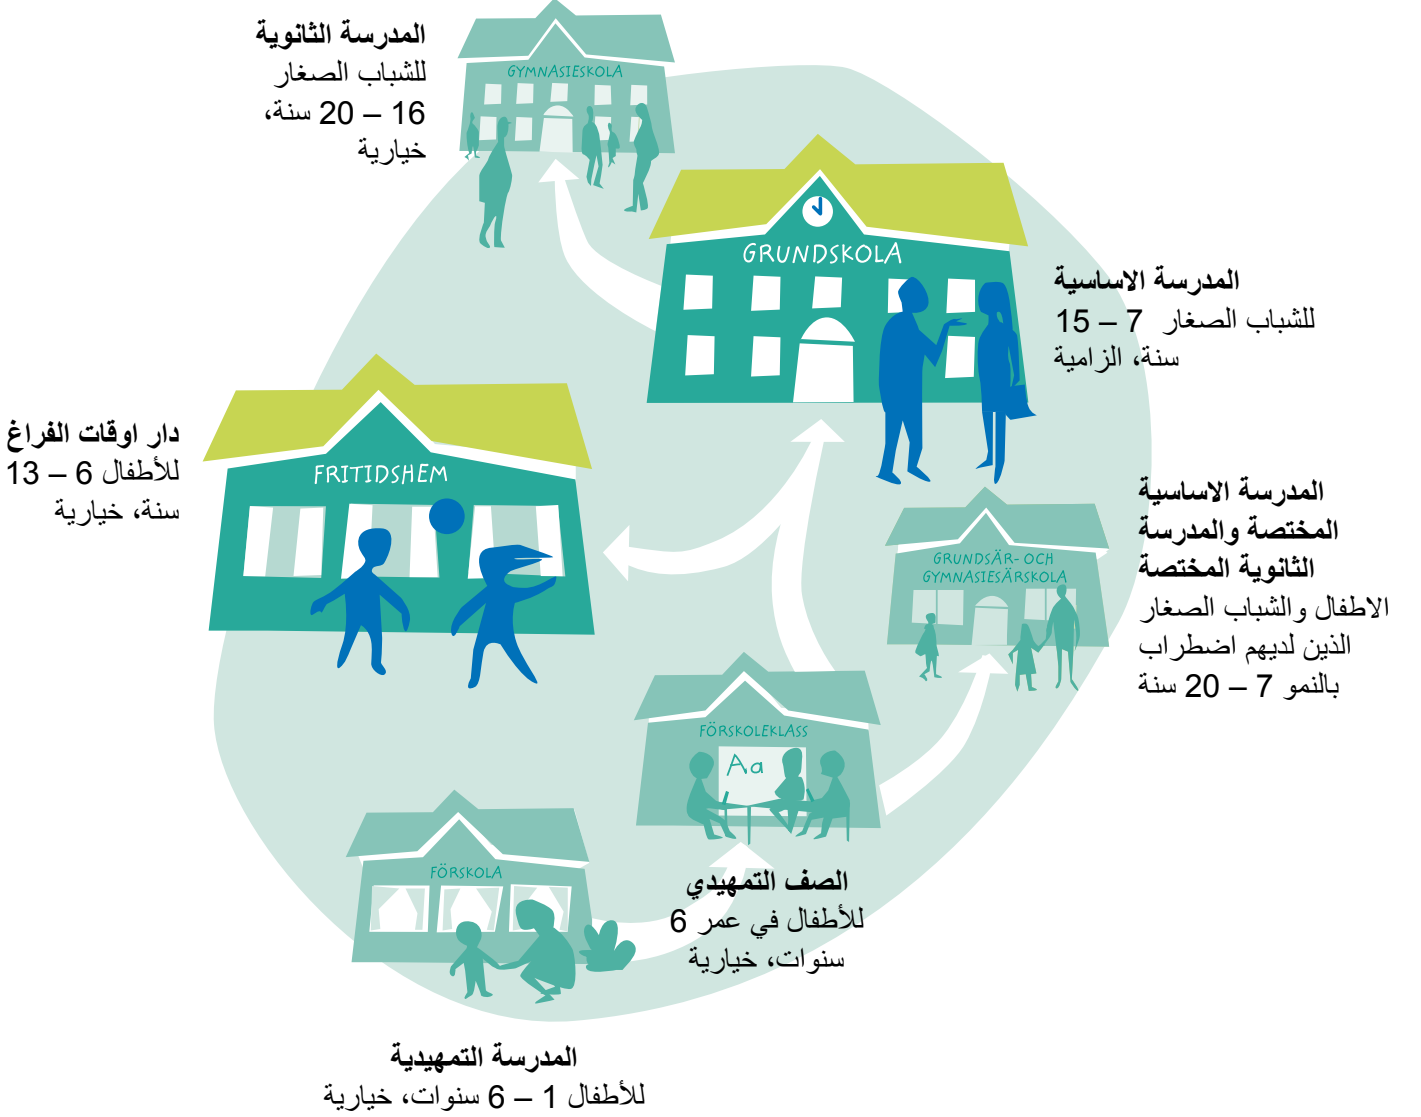 المدرسة الثانوية
للشباب الصغار
16 – 20 سنة،
خيارية
GYMNASIESKOLA
GRUNDSKOLA
المدرسة الاساسية
للشباب الصغار 7 – 15
سنة، الزامية
دار اوقات الفراغ
للأطفال 6 – 13
سنة، خيارية
FRITIDSHEM
المدرسة الاساسية
المختصة والمدرسة
الثانوية المختصة
الاطفال والشباب الصغار
الذين لديهم اضطراب
بالنمو 7 – 20 سنة
GRUNDSÄR- OCH
GYMNASIESÄRSKOLA
FÖRSKOLEKLASS
Aa
الصف التمهيدي
للأطفال في عمر 6
سنوات، خيارية
FÖRSKOLA
المدرسة التمهيدية
للأطفال 1 – 6 سنوات، خيارية